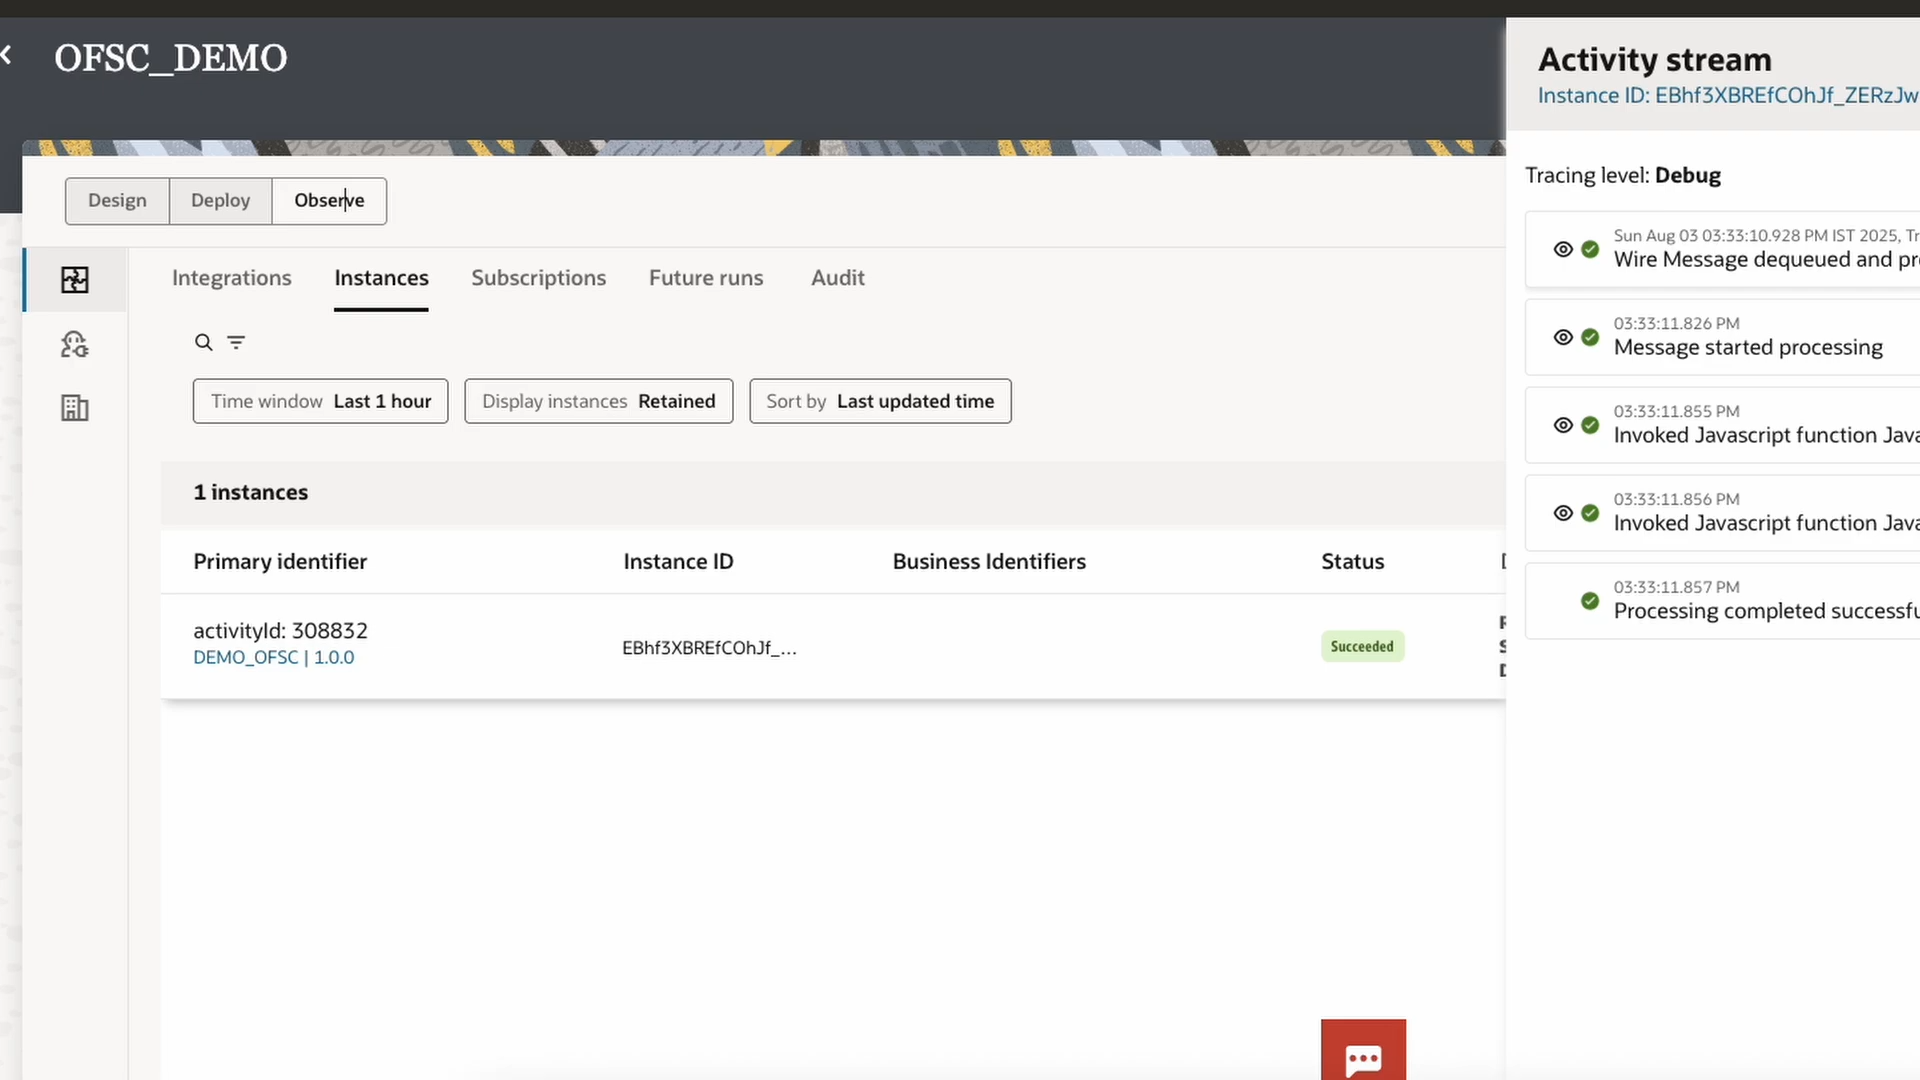 OFSC_DEMO
Design Deploy Observe
Integrations Instances Subscriptions Future runs Audit
Time window Last 1 hour Display instances Retained Sort by Last updated time
1 instances
Primary identifier Instance ID Business Identifiers Status
activityId: 308832
DEMO_OFSC | 1.0.0
EBhf3XBREfCOhJf_...
Succeeded
Activity stream
Instance ID: EBhf3XBREfCOhJf_ZERzJw
Tracing level: Debug
Sun Aug 03 03:33:10.928 PM IST 2025, Tr
Wire Message dequeued and pr
03:33:11.826 PM
Message started processing
03:33:11.855 PM
Invoked Javascript function Java
03:33:11.856 PM
Invoked Javascript function Java
03:33:11.857 PM
Processing completed successfu